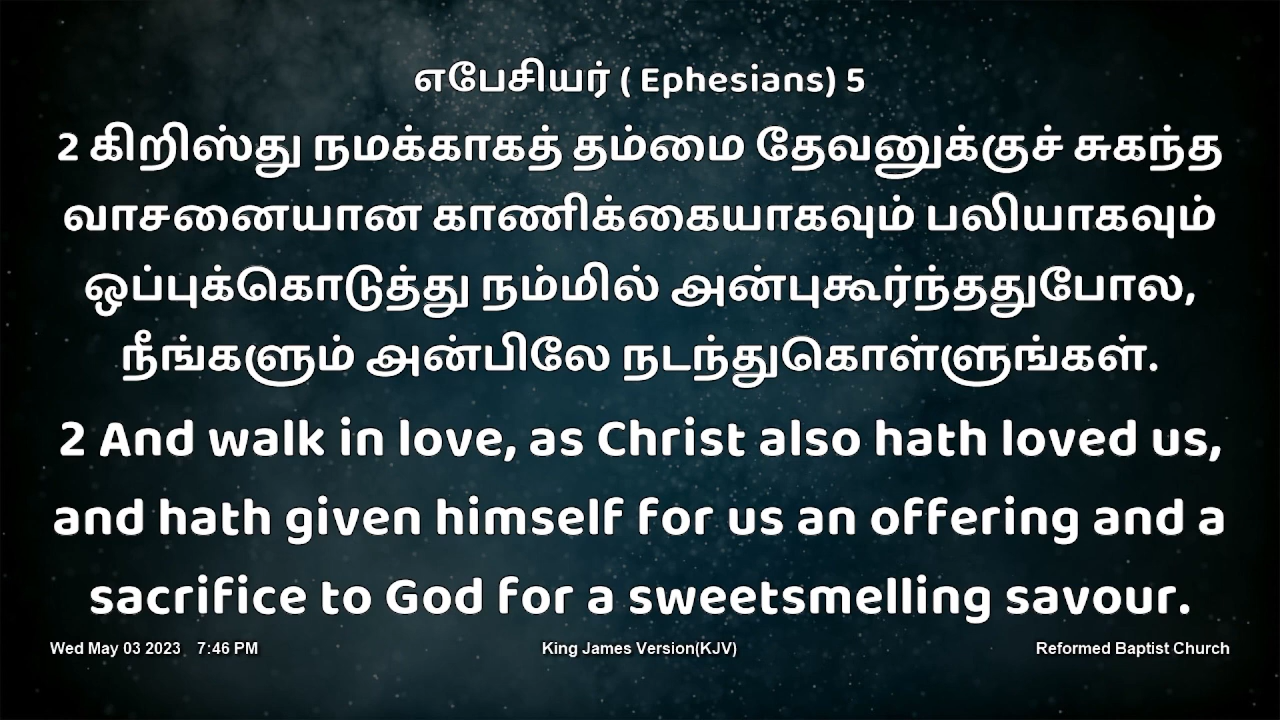 எபேசியர் ( Ephesians) 5
2 கிறிஸ்து நமக்காகத் தம்மை தேவனுக்குச் சுகந்த
வாசனையான காணிக்கையாகவும் பலியாகவும்
ஒப்புக்கொடுத்து நம்மில் அன்புகூர்ந்ததுபோல,
நீங்களும் அன்பிலே நடந்துகொள்ளுங்கள்.
2 And walk in love, as Christ also hath loved us,
and hath given himself for us an offering and a
sacrifice to God for a sweetsmelling savour.
Wed May 03 2023 7:46 PM King James Version(KJV) Reformed Baptist Church